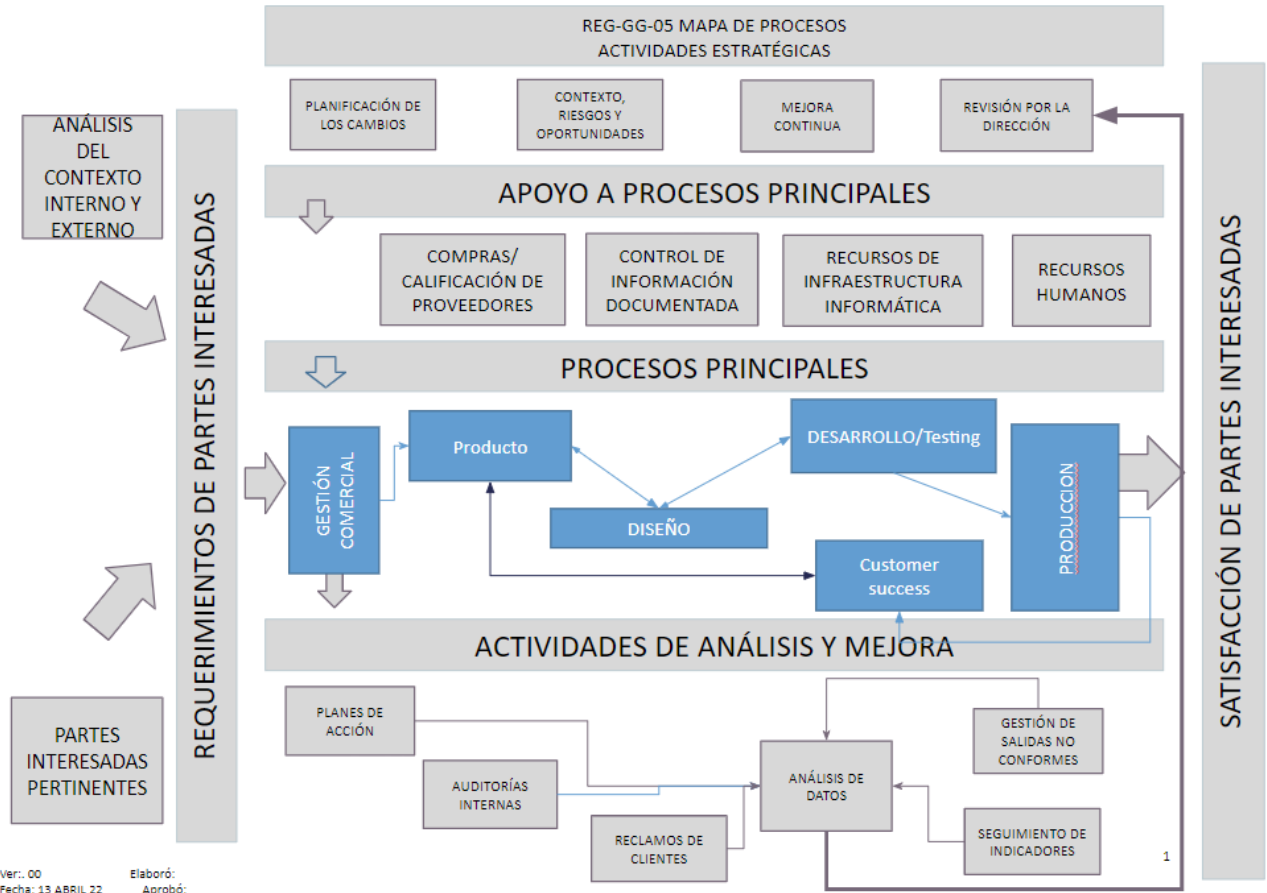 REG-GG-05 MAPA DE PROCESOS
ACTIVIDADES ESTRATÉGICAS
PLANIFICACIÓN DE
LOS CAMBIOS
CONTEXTO,
RIESGOS Y
OPORTUNIDADES
MEJORA
CONTINUA
REVISIÓN POR LA
DIRECCIÓN
ANÁLISIS
DEL
CONTEXTO
INTERNO Y
EXTERNO
REQUERIMIENTOS DE PARTES INTERESADAS
APOYO A PROCESOS PRINCIPALES
COMPRAS/
CALIFICACIÓN DE
PROVEEDORES
CONTROL DE
INFORMACIÓN
DOCUMENTADA
RECURSOS DE
INFRAESTRUCTURA
INFORMÁTICA
RECURSOS
HUMANOS
PROCESOS PRINCIPALES
GESTIÓN
COMERCIAL
Producto
DISEÑO
DESARROLLO/Testing
Customer
success
PRODUCCION
SATISFACCIÓN DE PARTES INTERESADAS
PARTES
INTERESADAS
PERTINENTES
ACTIVIDADES DE ANÁLISIS Y MEJORA
PLANES DE
ACCIÓN
AUDITORÍAS
INTERNAS
RECLAMOS DE
CLIENTES
ANÁLISIS DE
DATOS
GESTIÓN DE
SALIDAS NO
CONFORMES
SEGUIMIENTO DE
INDICADORES
1
Ver:. 00 Elaboró:
Fecha: 13 ABRIL 22 Aprobó: